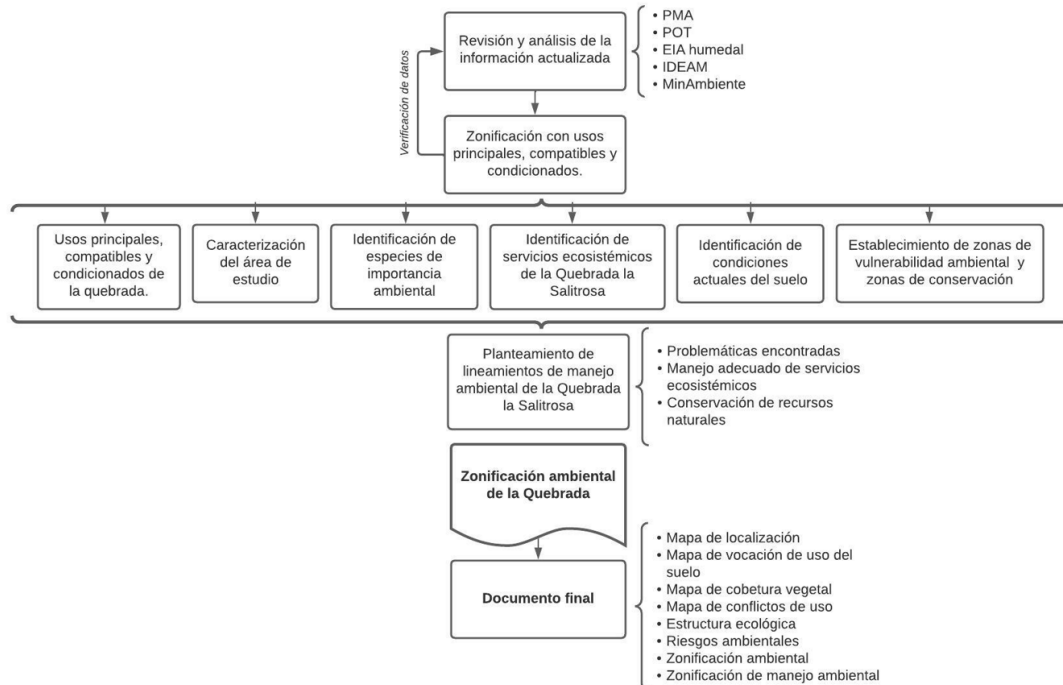 Revisión y análisis de la
información actualizada
• PMA
• POT
• EIA humedal
• IDEAM
• MinAmbiente
Verificación de datos
Zonificación con usos
principales, compatibles y
condicionados.
Usos principales,
compatibles y
condicionados de
la quebrada.
Caracterización
del área de
estudio
Identificación de
especies de
importancia
ambiental
Identificación de
servicios ecosistémicos
de la Quebrada la
Salitrosa
Identificación de
condiciones
actuales del suelo
Establecimiento de zonas de
vulnerabilidad ambiental y
zonas de conservación
Planteamiento de
lineamientos de manejo
ambiental de la Quebrada
la Salitrosa
• Problemáticas encontradas
• Manejo adecuado de servicios
ecosistémicos
• Conservación de recursos
naturales
Zonificación ambiental
de la Quebrada
Documento final
• Mapa de localización
• Mapa de vocación de uso del
suelo
• Mapa de cobetura vegetal
• Mapa de conflictos de uso
• Estructura ecológica
• Riesgos ambientales
• Zonificación ambiental
• Zonificación de manejo ambiental